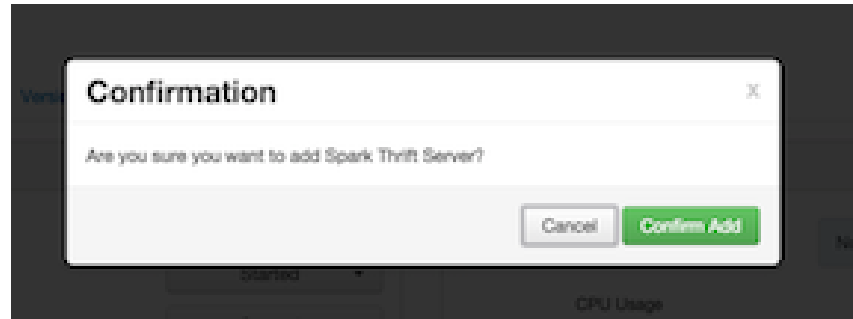 Confirmation
X
Are you sure you want to add Spark Thrift Server?
Cancel
Confirm Add
Started
CPU Usage